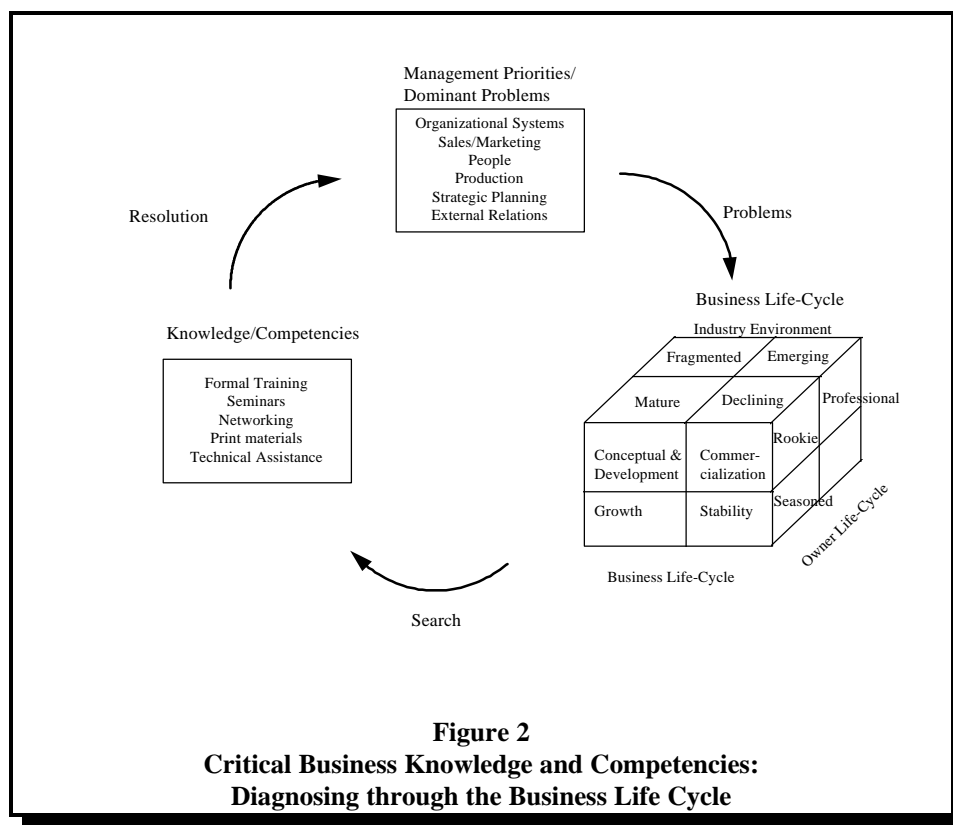 Management Priorities/
Dominant Problems
Organizational Systems
Sales/Marketing
People
Production
Strategic Planning
External Relations
Resolution
Problems
Business Life-Cycle
Industry Environment
Fragmented
Emerging
Mature
Declining
Professional
Rookie
Seasoned
Conceptual &
Development
Commer-
cialization
Growth
Stability
Owner Life-Cycle
Business Life-Cycle
Knowledge/Competencies
Formal Training
Seminars
Networking
Print materials
Technical Assistance
Search
Figure 2
Critical Business Knowledge and Competencies:
Diagnosing through the Business Life Cycle